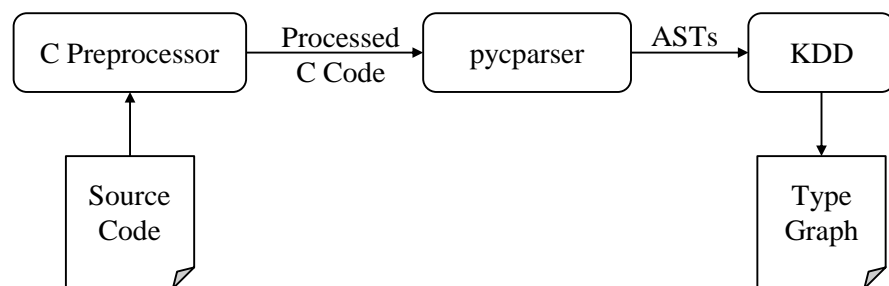 C Preprocessor
Processed
C Code
pycparser
ASTs
KDD
Source
Code
Type
Graph